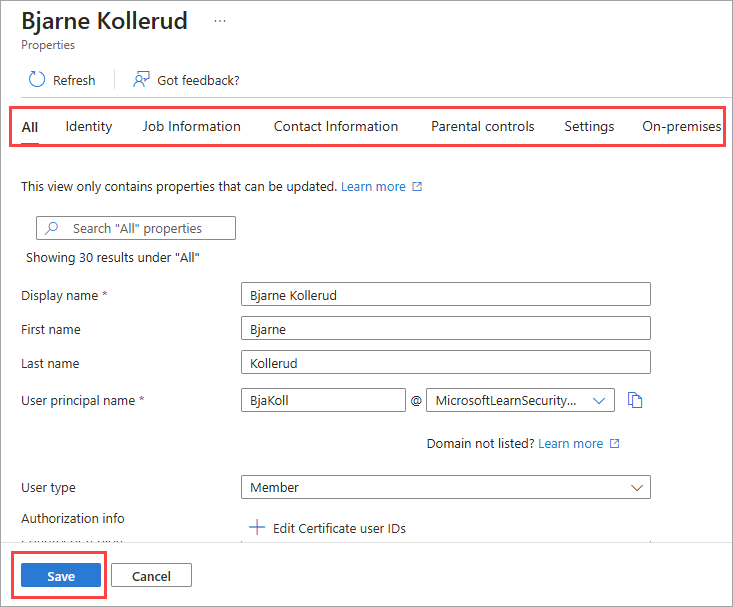 Bjarne Kollerud ...
Properties
Refresh Got feedback?
All Identity Job Information Contact Information Parental controls Settings On-premises
This view only contains properties that can be updated. Learn more
Search "All" properties
Showing 30 results under "All"
Display name * Bjarne Kollerud
First name Bjarne
Last name Kollerud
User principal name * BjaKoll @ MicrosoftLearnSecurity...
Domain not listed? Learn more
User type Member
Authorization info
Edit Certificate user IDs
Save Cancel